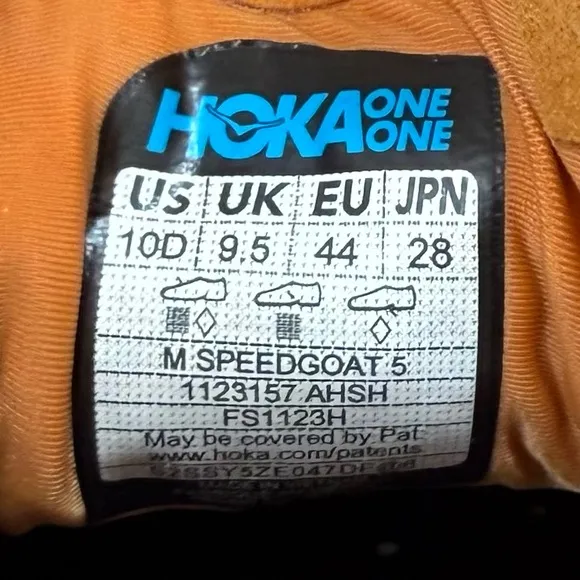 HOKA ONE ONE
US UK EU JPN
10D 9.5 44 28
M SPEEDGOAT 5
1123157 AHSH
FS1123H
May be covered by Pat.
www.hoka.com/patents